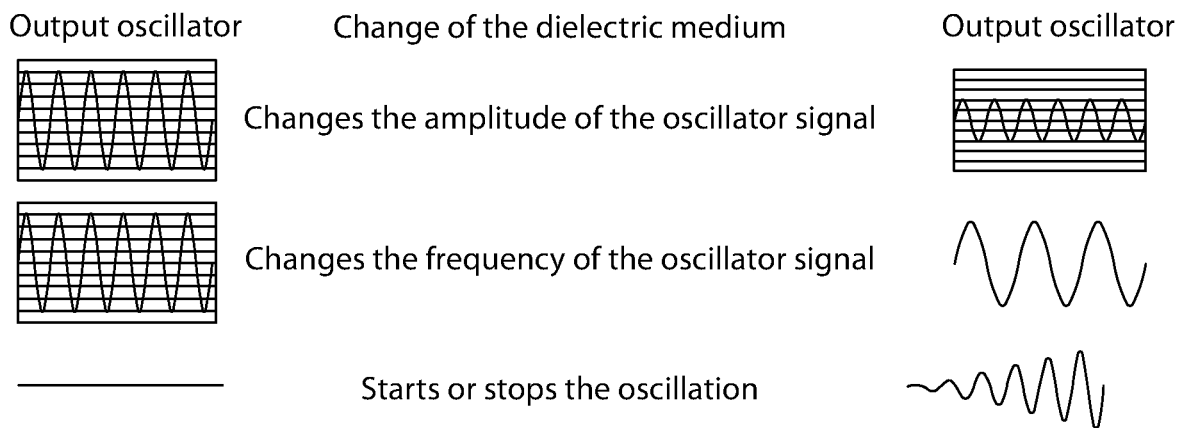 Output oscillator
Change of the dielectric medium
Output oscillator
Changes the amplitude of the oscillator signal
Changes the frequency of the oscillator signal
Starts or stops the oscillation